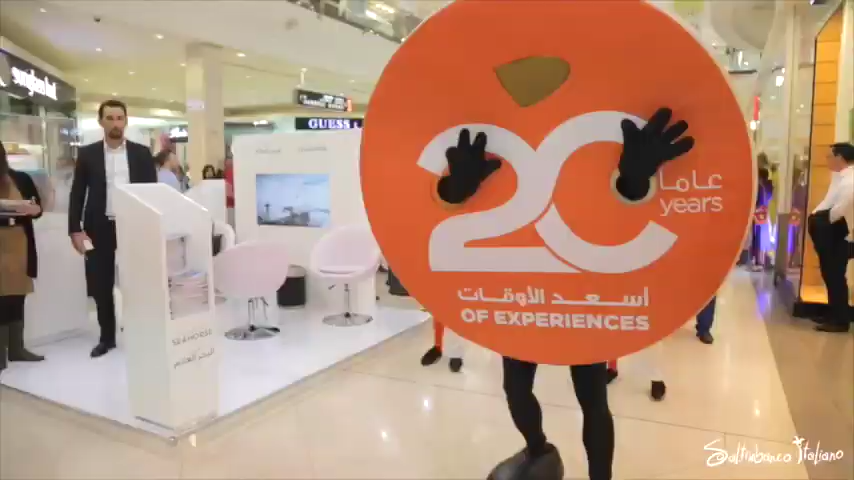 sunglass hut
GUESS
20
عاما
years
اسعد الأوقات
OF EXPERIENCES
SEAHORSE
Saltimbanco Italiano